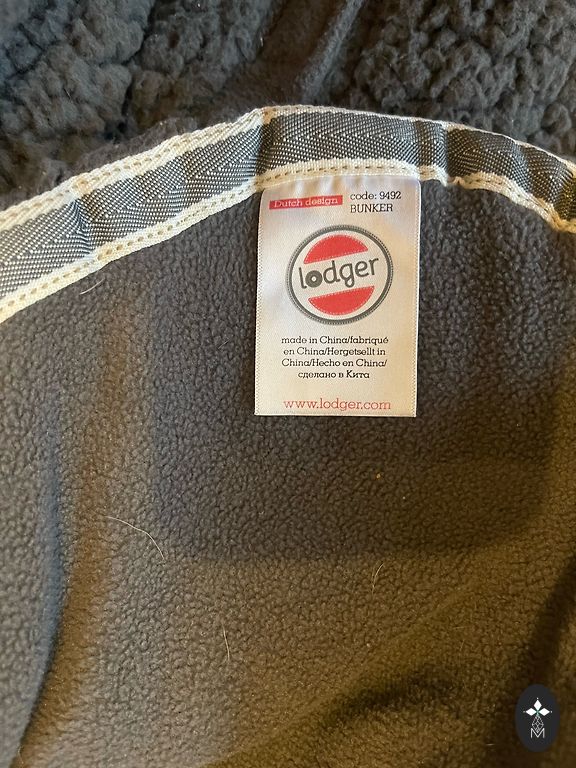 Dutch design code: 9492
BUNKER
lodger
made in China/fabriqué
en China/Hergetsellt in
China/Hecho en China/
сделано в Кита
www.lodger.com
M